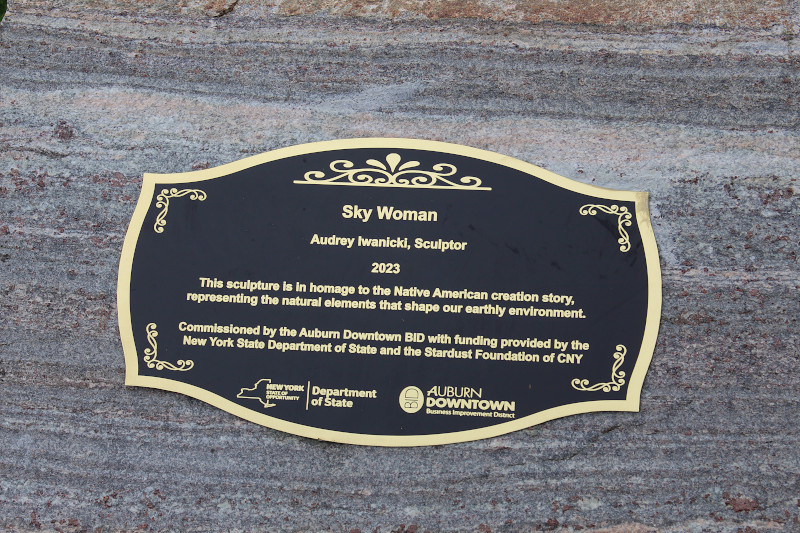 Sky Woman
Audrey Iwanicki, Sculptor
2023
This sculpture is in homage to the Native American creation story,
representing the natural elements that shape our earthly environment.
Commissioned by the Auburn Downtown BID with funding provided by the
New York State Department of State and the Stardust Foundation of CNY
NEW YORK
STATE OF
OPPORTUNITY
Department
of State
BID
AUBURN
DOWNTOWN
Business Improvement District